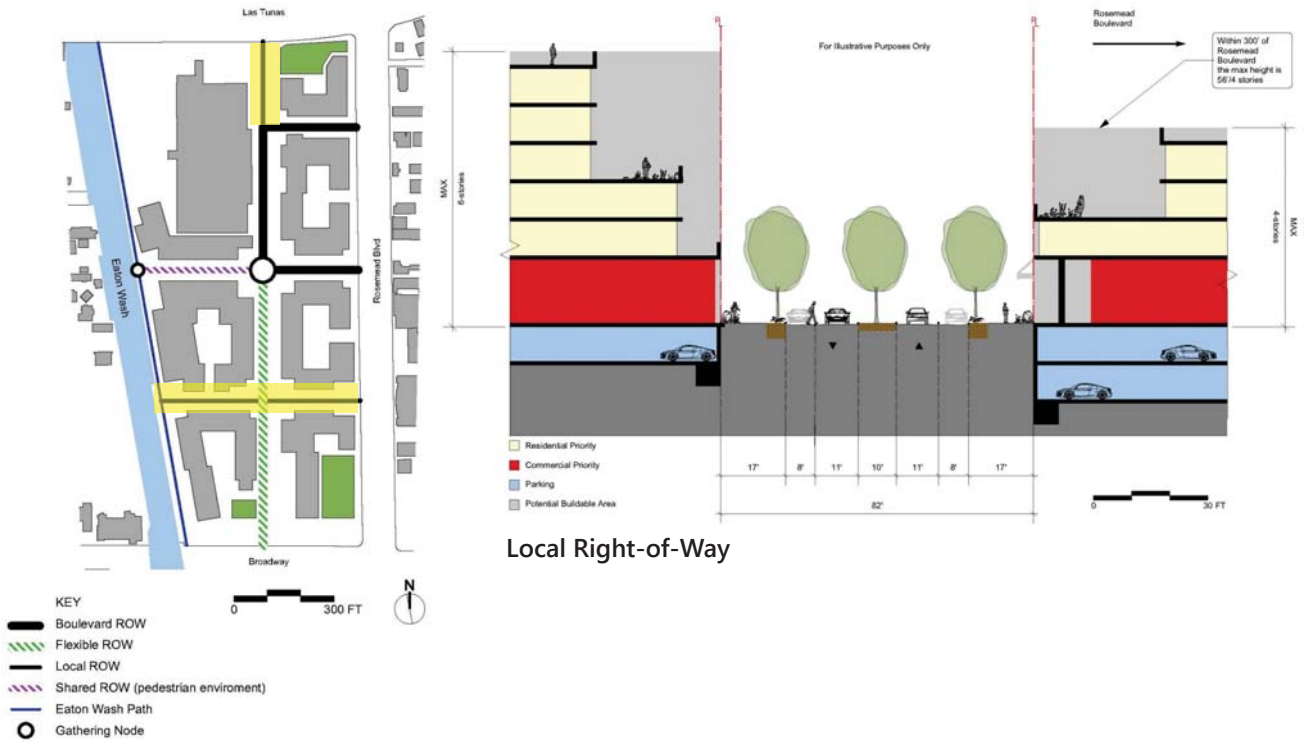 Las Tunas
Eaton Wash
Rosemead Blvd
Broadway
0 300 FT
N
KEY
Boulevard ROW
Flexible ROW
Local ROW
Shared ROW (pedestrian enviroment)
Eaton Wash Path
Gathering Node
For Illustrative Purposes Only
Rosemead
Boulevard
Within 300' of
Rosemead
Boulevard
the max height is
56'/4 stories
MAX
6-stories
MAX
4-stories
Residential Priority
Commercial Priority
Parking
Potential Buildable Area
17' 8' 11' 10' 11' 8' 17'
82'
0 30 FT
Local Right-of-Way